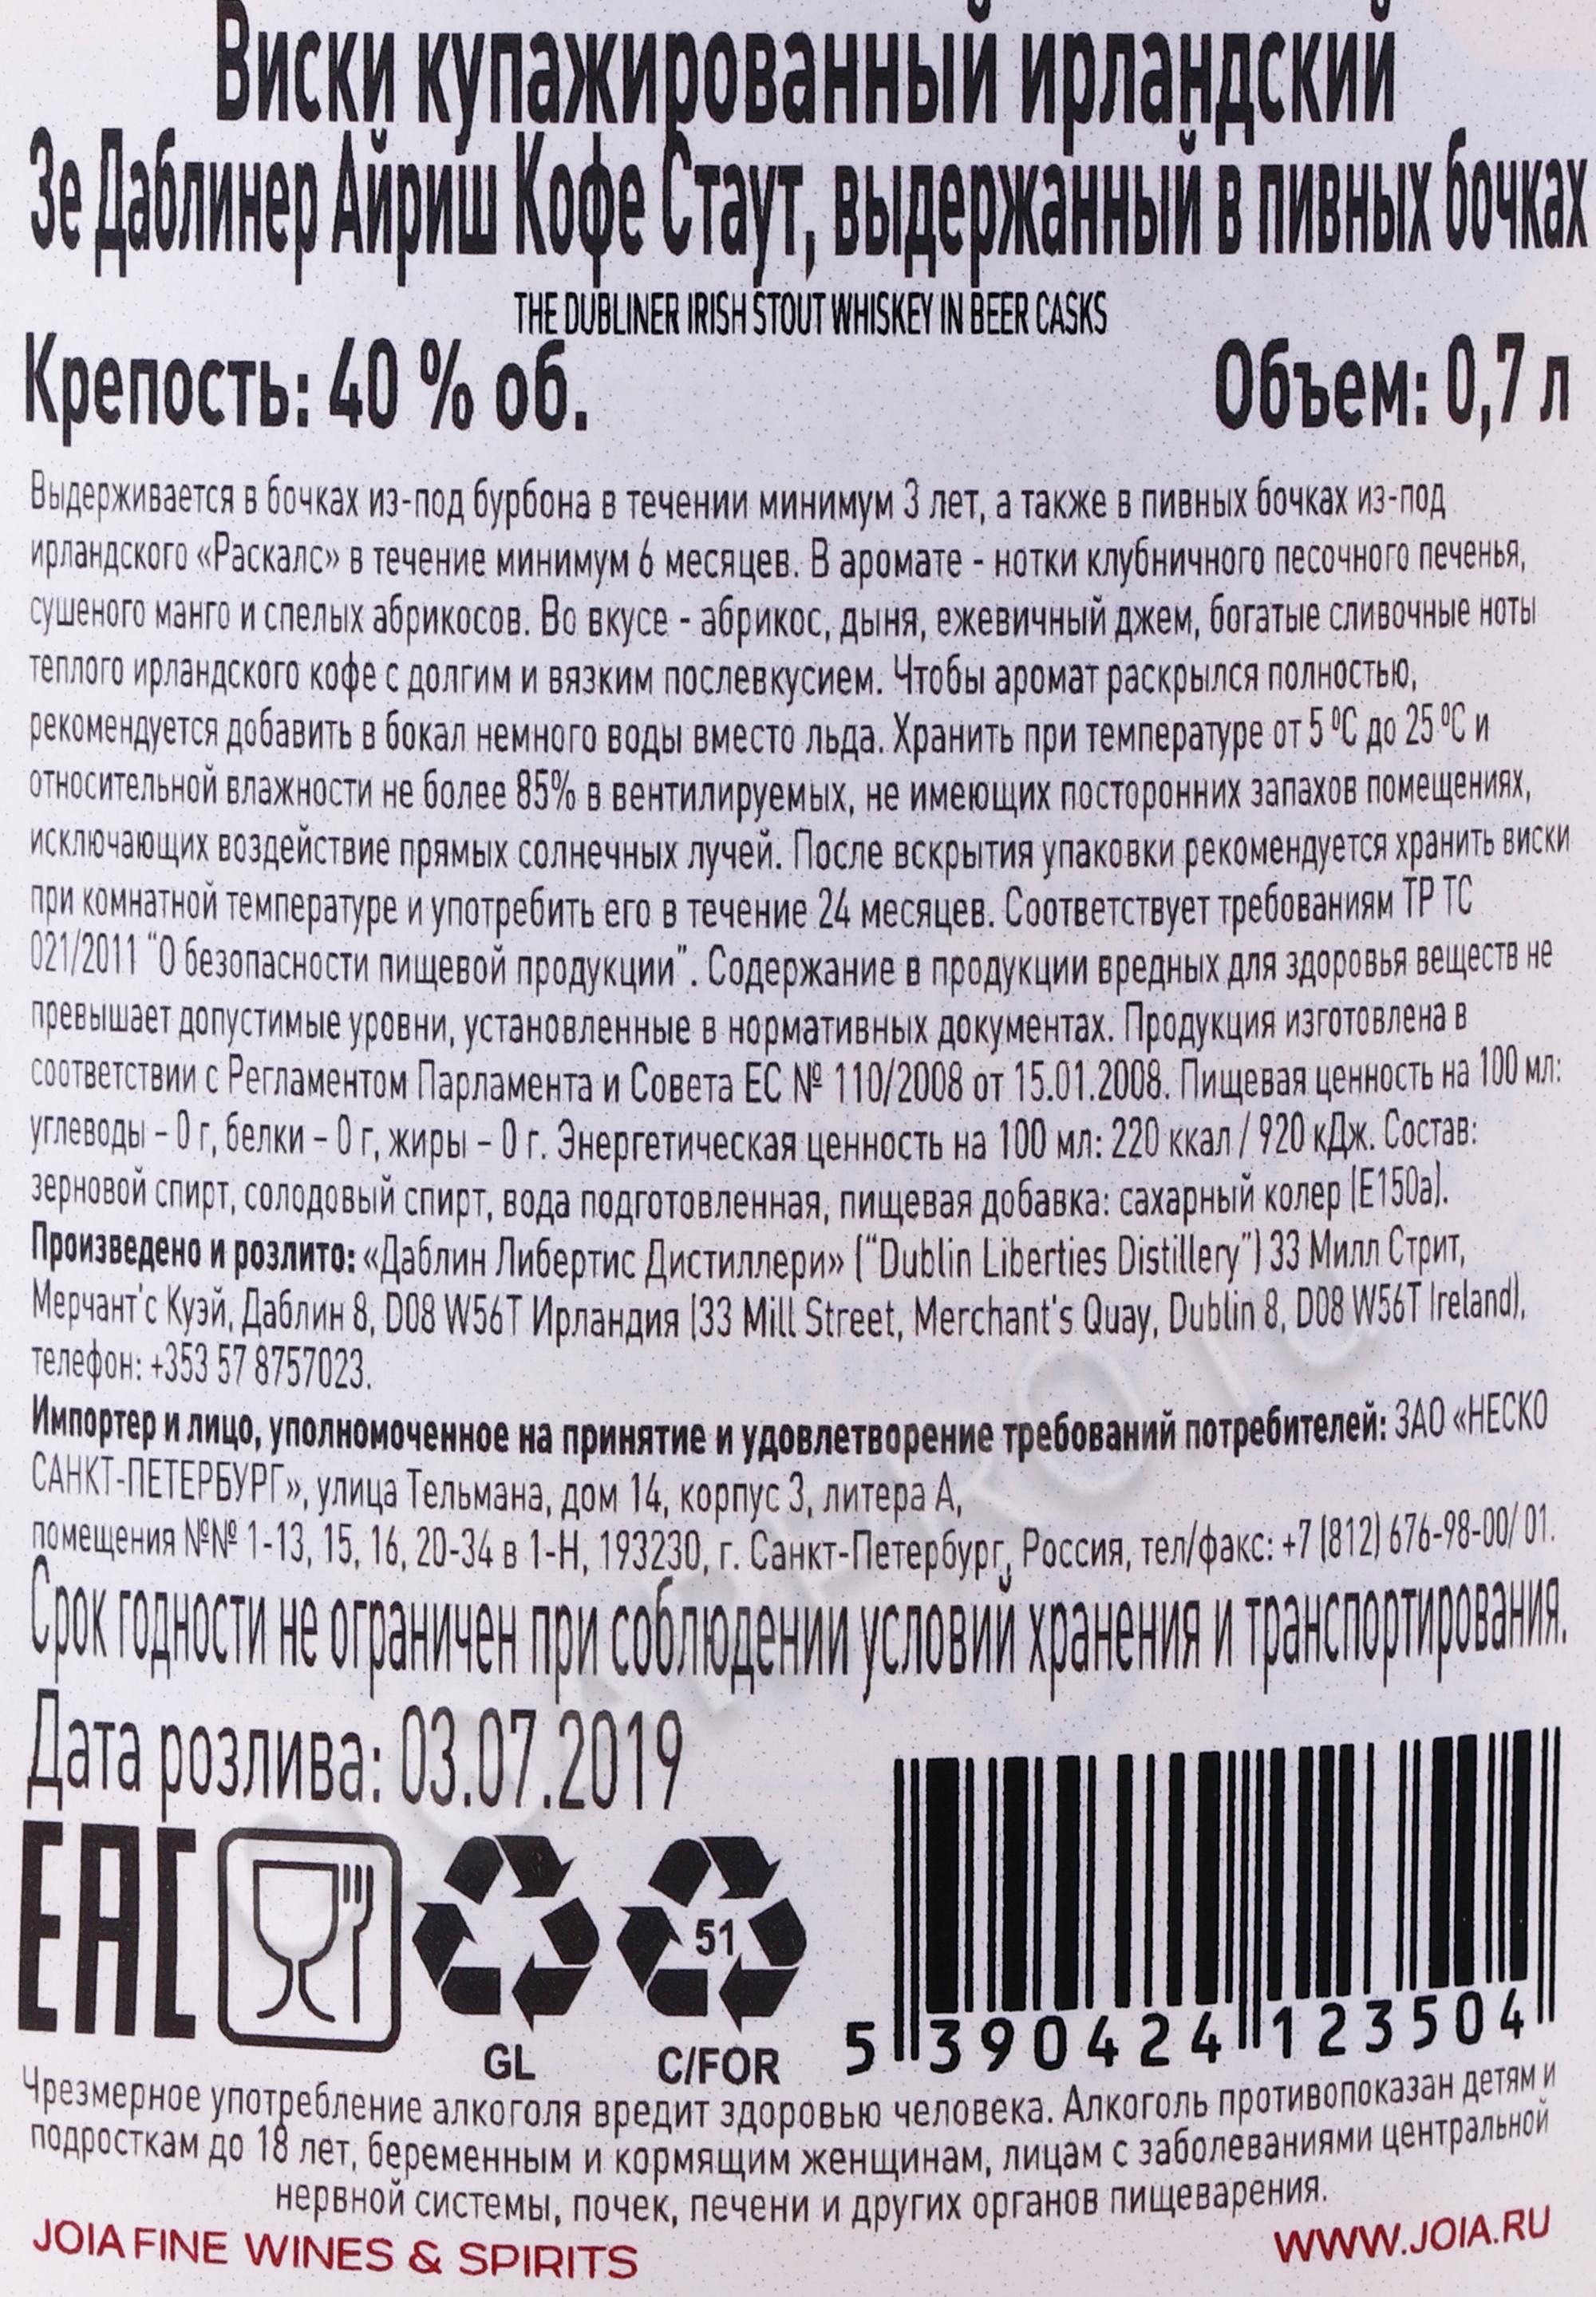 Виски купажированный ирландский
Зе Даблинер Айриш Кофе Стаут, выдержанный в пивных бочках
THE DUBLINER IRISH STOUT WHISKEY IN BEER CASKS
Крепость: 40 % об. Объем: 0,7 л
Выдерживается в бочках из-под бурбона в течении минимум 3 лет, а также в пивных бочках из-под
ирландского «Раскалс» в течение минимум 6 месяцев. В аромате - нотки клубничного песочного печенья,
сушеного манго и спелых абрикосов. Во вкусе - абрикос, дыня, ежевичный джем, богатые сливочные ноты
теплого ирландского кофе с долгим и вязким послевкусием. Чтобы аромат раскрылся полностью,
рекомендуется добавить в бокал немного воды вместо льда. Хранить при температуре от 5 ⁰С до 25 ⁰С и
относительной влажности не более 85% в вентилируемых, не имеющих посторонних запахов помещениях,
исключающих воздействие прямых солнечных лучей. После вскрытия упаковки рекомендуется хранить виски
при комнатной температуре и употребить его в течение 24 месяцев. Соответствует требованиям ТР ТС
021/2011 "О безопасности пищевой продукции". Содержание в продукции вредных для здоровья веществ не
превышает допустимые уровни, установленные в нормативных документах. Продукция изготовлена в
соответствии с Регламентом Парламента и Совета ЕС № 110/2008 от 15.01.2008. Пищевая ценность на 100 мл:
углеводы – 0 г, белки – 0 г, жиры – 0 г. Энергетическая ценность на 100 мл: 220 ккал / 920 кДж. Состав:
зерновой спирт, солодовый спирт, вода подготовленная, пищевая добавка: сахарный колер (Е150а).
Произведено и розлито: «Даблин Либертис Дистиллери» ("Dublin Liberties Distillery") 33 Милл Стрит,
Мерчант'с Куэй, Даблин 8, D08 W56T Ирландия (33 Mill Street, Merchant's Quay, Dublin 8, D08 W56T Ireland),
телефон: +353 57 8757023.
Импортер и лицо, уполномоченное на принятие и удовлетворение требований потребителей: ЗАО «НЕСКО
САНКТ-ПЕТЕРБУРГ», улица Тельмана, дом 14, корпус 3, литера А,
помещения №№ 1-13, 15, 16, 20-34 в 1-Н, 193230, г. Санкт-Петербург, Россия, тел/факс: +7 (812) 676-98-00/ 01.
Срок годности не ограничен при соблюдении условий хранения и транспортирования.
Дата розлива: 03.07.2019
EAC
51
GL C/FOR
5 390424 123504
Чрезмерное употребление алкоголя вредит здоровью человека. Алкоголь противопоказан детям и
подросткам до 18 лет, беременным и кормящим женщинам, лицам с заболеваниями центральной
нервной системы, почек, печени и других органов пищеварения.
JOIA FINE WINES & SPIRITS WWW.JOIA.RU